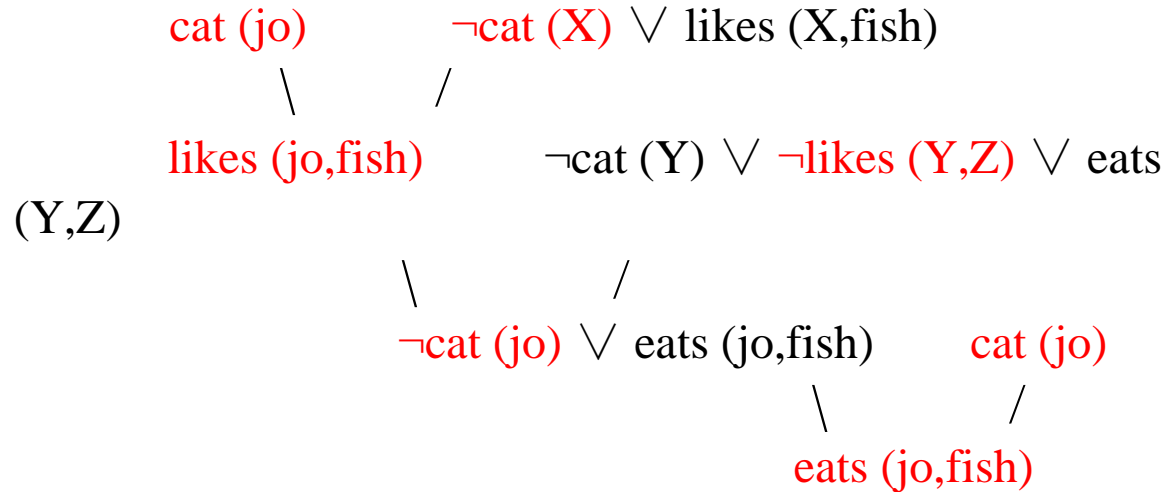 cat (jo) ¬cat (X) ∨ likes (X,fish)
likes (jo,fish) ¬cat (Y) ∨ ¬likes (Y,Z) ∨ eats
(Y,Z)
¬cat (jo) ∨ eats (jo,fish) cat (jo)
eats (jo,fish)